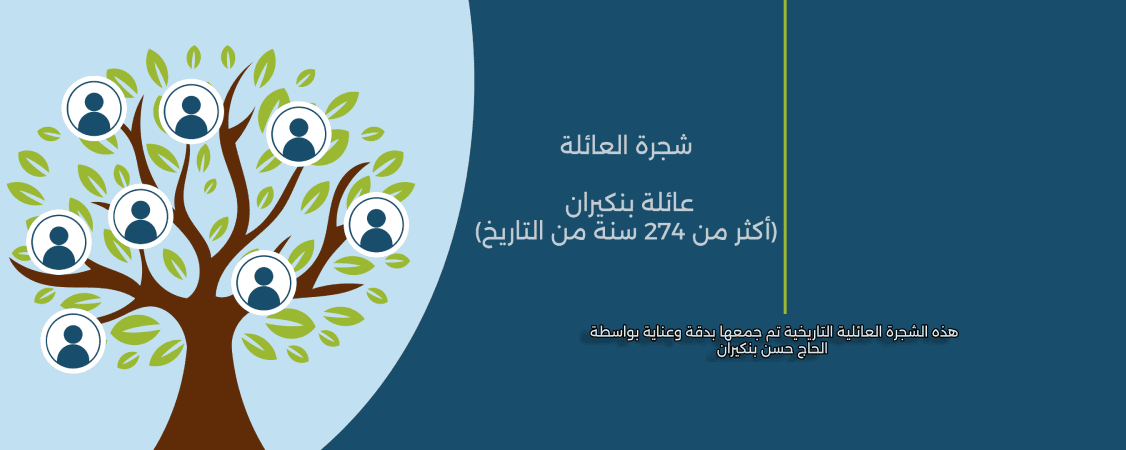 شجرة العائلة
عائلة بنكيران
(أكثر من 274 سنة من التاريخ)
هذه الشجرة العائلية التاريخية تم جمعها بدقة وعناية بواسطة
الحاج حسن بنكيران